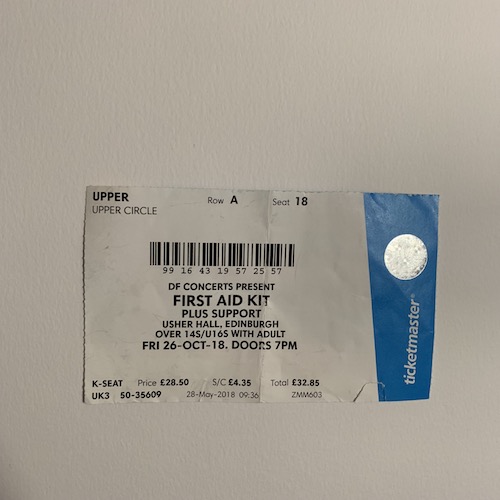 UPPER
UPPER CIRCLE
Row A
Seat 18
99 16 43 19 57 25 57
DF CONCERTS PRESENT
FIRST AID KIT
PLUS SUPPORT
USHER HALL, EDINBURGH
OVER 14S/U16S WITH ADULT
FRI 26-OCT-18. DOORS 7PM
K-SEAT Price £28.50 S/C £4.35 Total £32.85
UK3 50-35609 28-May-2018 09:36 ZMM603
ticketmaster®